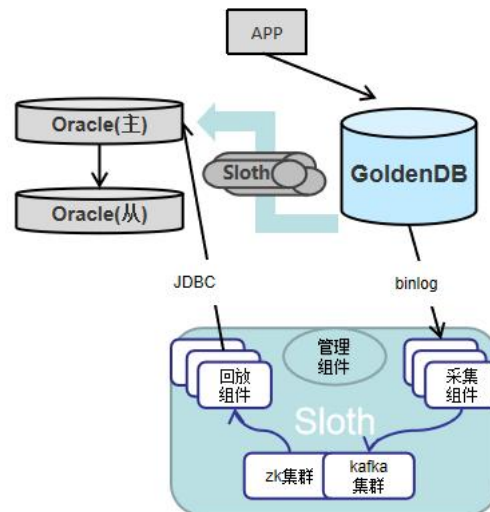 APP
Oracle(主)
Sloth
GoldenDB
Oracle(从)
JDBC
binlog
管理
组件
回放
组件
采集
组件
Sloth
zk集群
kafka
集群